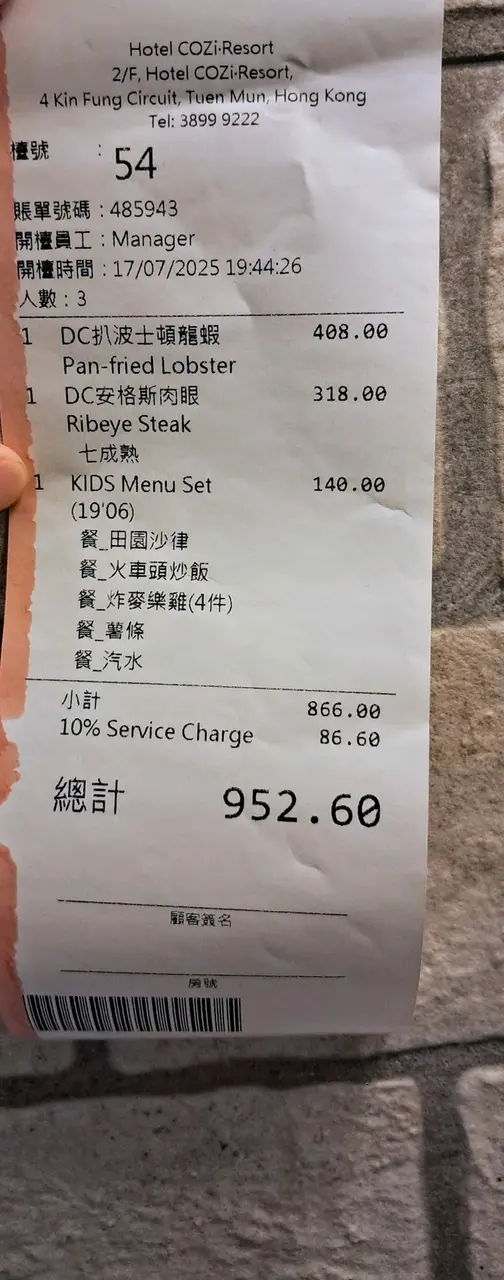 Hotel COZi·Resort
2/F, Hotel COZi·Resort,
4 Kin Fung Circuit, Tuen Mun, Hong Kong
Tel: 3899 9222
檯號 : 54
賬單號碼 : 485943
開檯員工 : Manager
開檯時間 : 17/07/2025 19:44:26
人數 : 3
1 DC扒波士頓龍蝦 408.00
Pan-fried Lobster
1 DC安格斯肉眼 318.00
Ribeye Steak
七成熟
1 KIDS Menu Set 140.00
(19'06)
餐_田園沙律
餐_火車頭炒飯
餐_炸麥樂雞(4件)
餐_薯條
餐_汽水
小計 866.00
10% Service Charge 86.60
總計 952.60
顧客簽名
房號